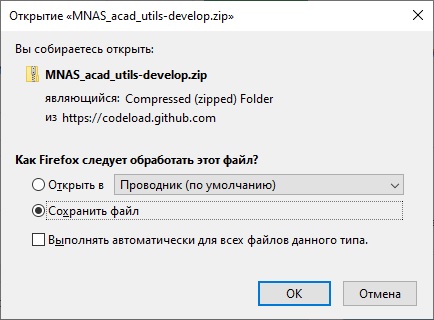 Открытие «MNAS_acad_utils-develop.zip»
Вы собираетесь открыть:
MNAS_acad_utils-develop.zip
являющийся: Compressed (zipped) Folder
из https://codeload.github.com
Как Firefox следует обработать этот файл?
Открыть в Проводник (по умолчанию)
Сохранить файл
Выполнять автоматически для всех файлов данного типа.
OK Отмена